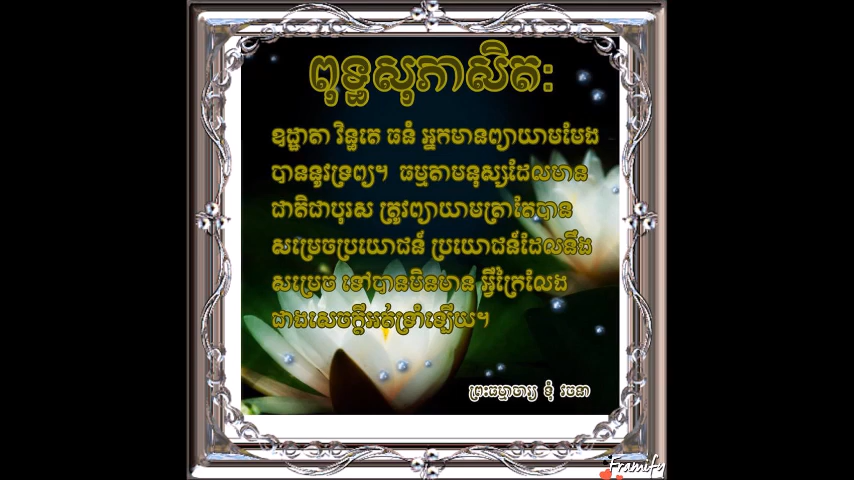 ពុទ្ធសុភាសិតៈ
ឧដ្ឋាតា វិន្ទតេ ធនំ អ្នកមានព្យាយាមមែង
បាននូវទ្រព្យ។ ធម្មតាមនុស្សដែលមាន
ជាតិជាបុរស ត្រូវព្យាយាមត្រាតែបាន
សម្រេចប្រយោជន៍ ប្រយោជន៍ដែលនឹង
សម្រេច ទៅបានមិនមាន អ្វីក្រៃលែង
ជាងសេចក្តីអត់ទ្រាំឡើយ។
ព្រះធម្មាចារ្យ ខុំ វចនា
Framify